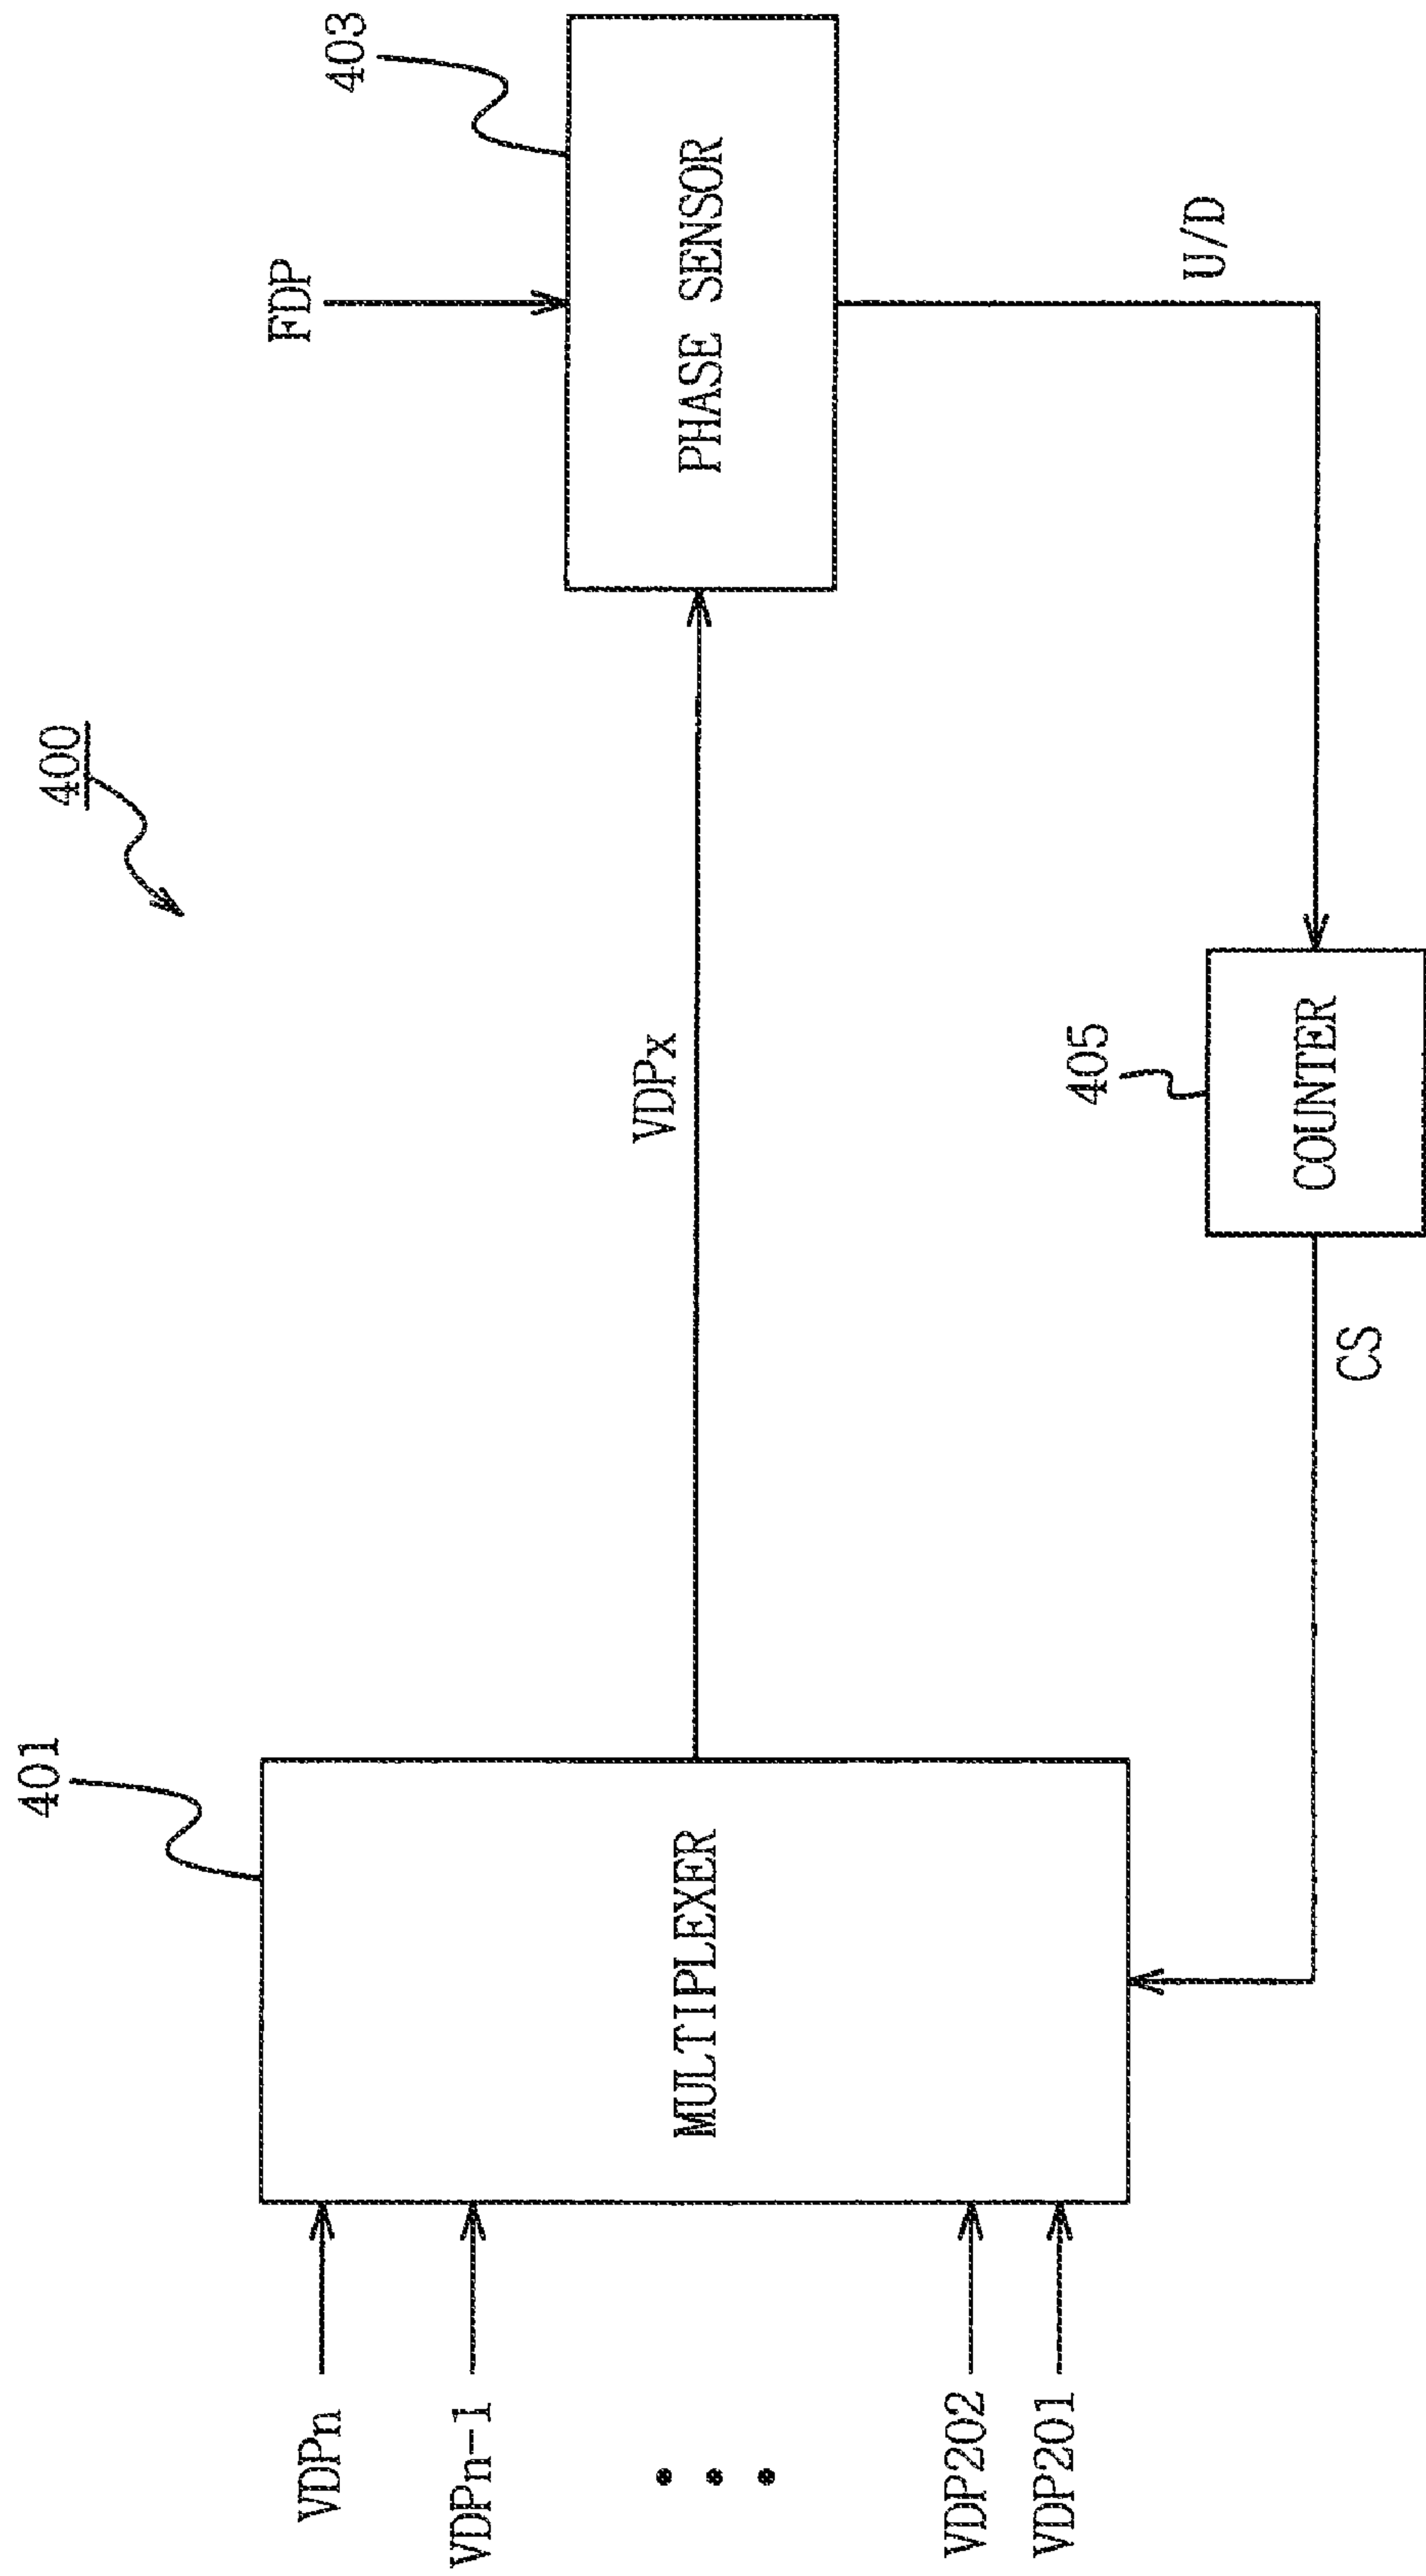 400
401
403
FDP
VDPn
VDPn-1
VDP202
VDP201
MULTIPLEXER
VDPx
PHASE SENSOR
405
COUNTER
U/D
CS